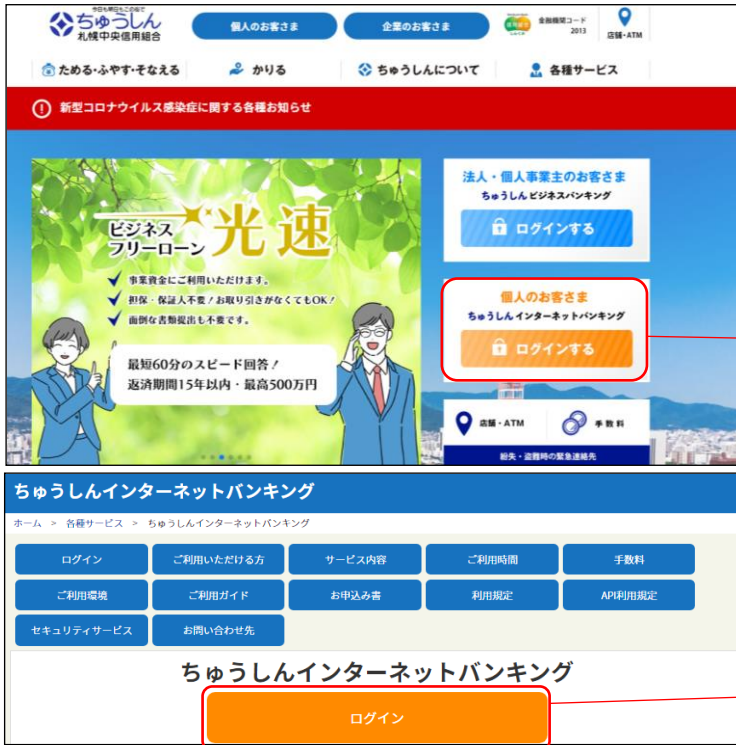 今日も明日もこの街で
ちゅうしん
札幌中央信用組合
個人のお客さま
企業のお客さま
金融機関コード
2013
店舗・ATM
ためる・ふやす・そなえる
かりる
ちゅうしんについて
各種サービス
新型コロナウイルス感染症に関する各種お知らせ
ビジネス
フリーローン
光速
事業資金にご利用いただけます。
担保・保証人不要!お取り引きがなくてもOK!
面倒な書類提出も不要です。
最短60分のスピード回答!
返済期間15年以内・最高500万円
法人・個人事業主のお客さま
ちゅうしんビジネスバンキング
ログインする
個人のお客さま
ちゅうしんインターネットバンキング
ログインする
店舗・ATM
手数料
紛失・盗難時の緊急連絡先
ちゅうしんインターネットバンキング
ホーム > 各種サービス > ちゅうしんインターネットバンキング
ログイン
ご利用いただける方
サービス内容
ご利用時間
手数料
ご利用環境
ご利用ガイド
お申込み書
利用規定
API利用規定
セキュリティサービス
お問い合わせ先
ちゅうしんインターネットバンキング
ログイン